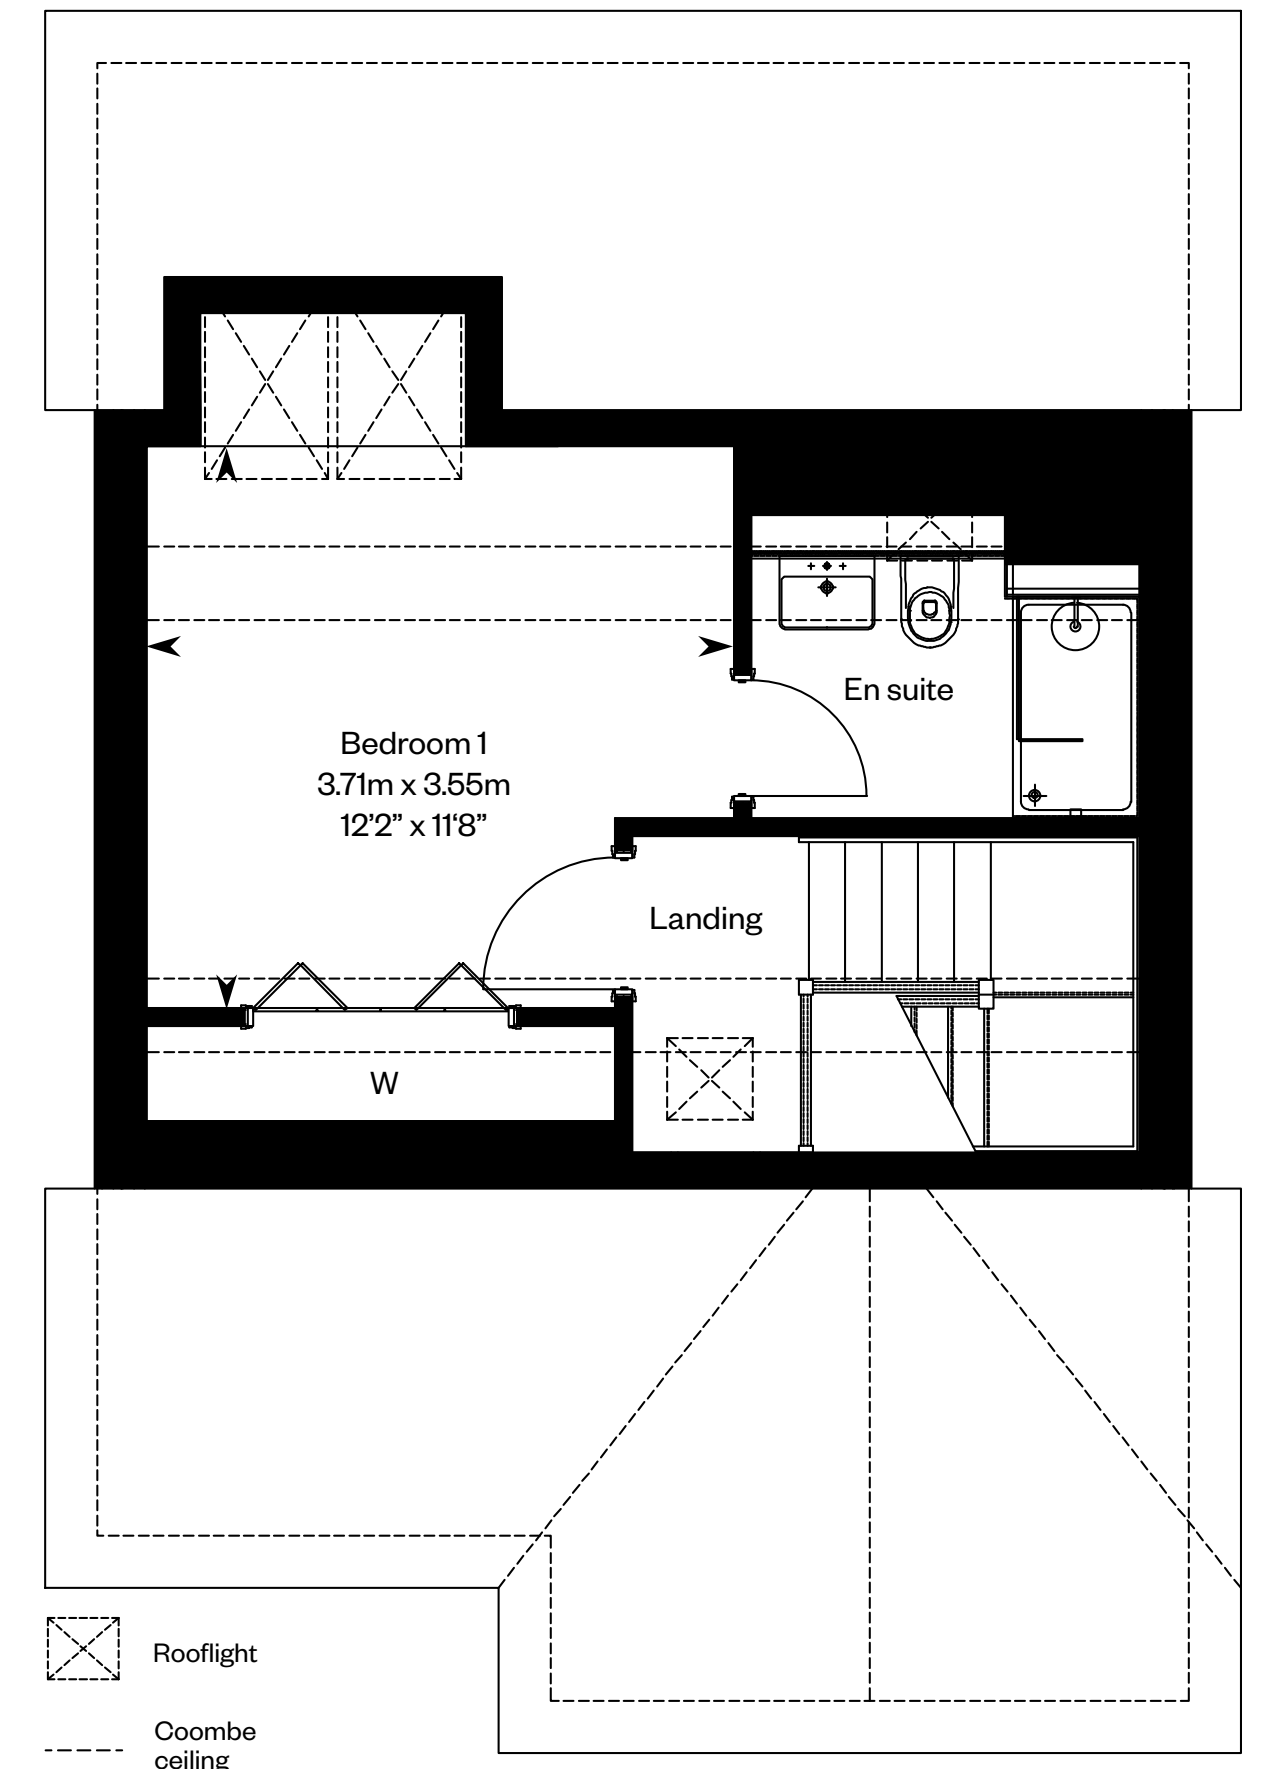 En suite
Bedroom 1
3.71m x 3.55m
12’2” x 11‘8”
Landing
W
Rooflight
Coombe
ceiling